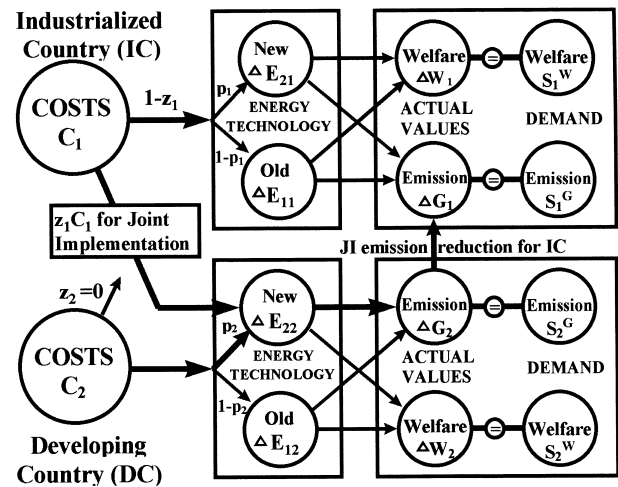 Industrialized
Country (IC)
COSTS
C₁
1-z₁
p₁
1-p₁
New
△ E₂₁
ENERGY
TECHNOLOGY
Old
△ E₁₁
Welfare
△W₁
=
Welfare
S₁ᵂ
ACTUAL
VALUES
DEMAND
Emission
△G₁
=
Emission
S₁ᴳ
z₁C₁ for Joint
Implementation
JI emission reduction for IC
z₂=0
COSTS
C₂
p₂
1-p₂
New
△ E₂₂
ENERGY
TECHNOLOGY
Old
△ E₁₂
Emission
△G₂
=
Emission
S₂ᴳ
ACTUAL
VALUES
DEMAND
Welfare
△W₂
=
Welfare
S₂ᵂ
Developing
Country (DC)